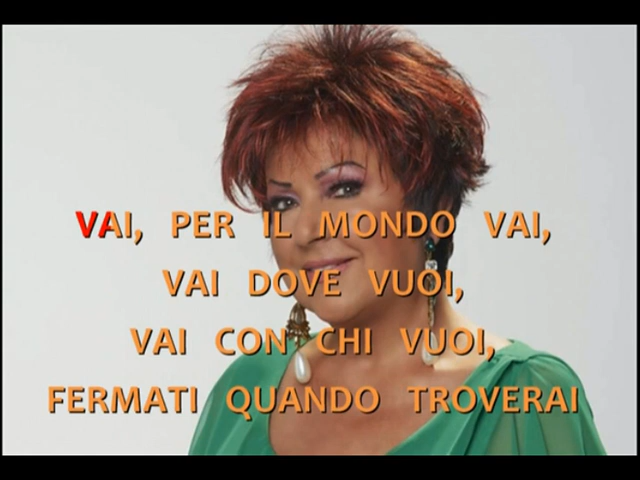 VAI, PER IL MONDO VAI,
VAI DOVE VUOI,
VAI CON CHI VUOI,
FERMATI QUANDO TROVERAI